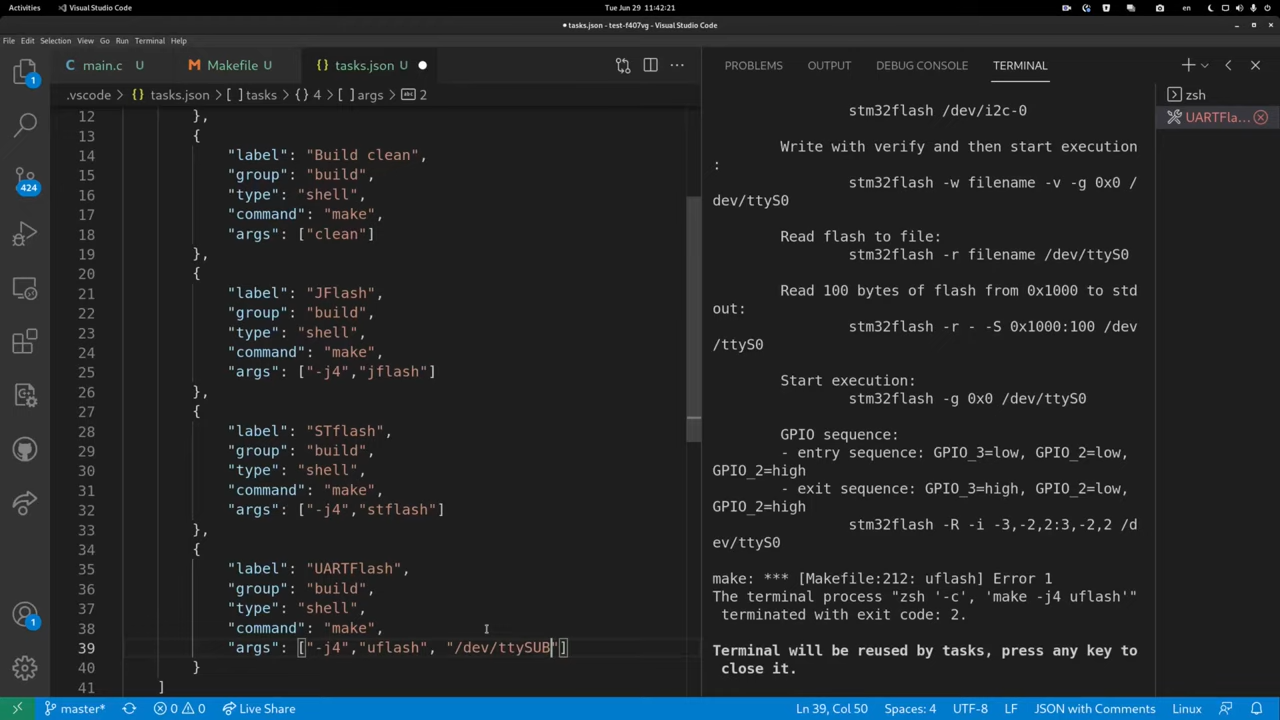 Activities
Visual Studio Code
Tue Jun 29 11:42:21
en
tasks.json - test-f407vg - Visual Studio Code
File Edit Selection View Go Run Terminal Help
main.c U
Makefile U
tasks.json U
.vscode > tasks.json > [ ] tasks > { } 4 > [ ] args > abc 2
12 },
13 {
14 "label": "Build clean",
15 "group": "build",
16 "type": "shell",
17 "command": "make",
18 "args": ["clean"]
19 },
20 {
21 "label": "JFlash",
22 "group": "build",
23 "type": "shell",
24 "command": "make",
25 "args": ["-j4","jflash"]
26 },
27 {
28 "label": "STflash",
29 "group": "build",
30 "type": "shell",
31 "command": "make",
32 "args": ["-j4","stflash"]
33 },
34 {
35 "label": "UARTFlash",
36 "group": "build",
37 "type": "shell",
38 "command": "make",
39 "args": ["-j4","uflash", "/dev/ttySUB"]
40 }
41 ]
1
424
1
PROBLEMS OUTPUT DEBUG CONSOLE TERMINAL
zsh
UARTFla...
stm32flash /dev/i2c-0
Write with verify and then start execution
:
stm32flash -w filename -v -g 0x0 /
dev/ttyS0
Read flash to file:
stm32flash -r filename /dev/ttyS0
Read 100 bytes of flash from 0x1000 to std
out:
stm32flash -r - -S 0x1000:100 /dev
/ttyS0
Start execution:
stm32flash -g 0x0 /dev/ttyS0
GPIO sequence:
- entry sequence: GPIO_3=low, GPIO_2=low,
GPIO_2=high
- exit sequence: GPIO_3=high, GPIO_2=low,
GPIO_2=high
stm32flash -R -i -3,-2,2:3,-2,2 /d
ev/ttyS0
make: *** [Makefile:212: uflash] Error 1
The terminal process "zsh '-c', 'make -j4 uflash'"
terminated with exit code: 2.
Terminal will be reused by tasks, press any key to
close it.
master* 0 0 Live Share
Ln 39, Col 50 Spaces: 4 UTF-8 LF JSON with Comments Linux